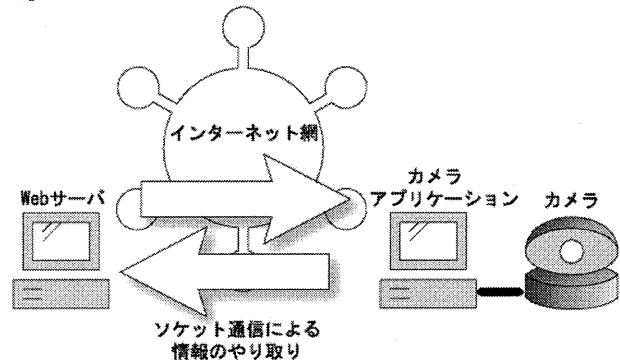 インターネット網
Webサーバ
カメラ
アプリケーション
カメラ
ソケット通信による
情報のやり取り